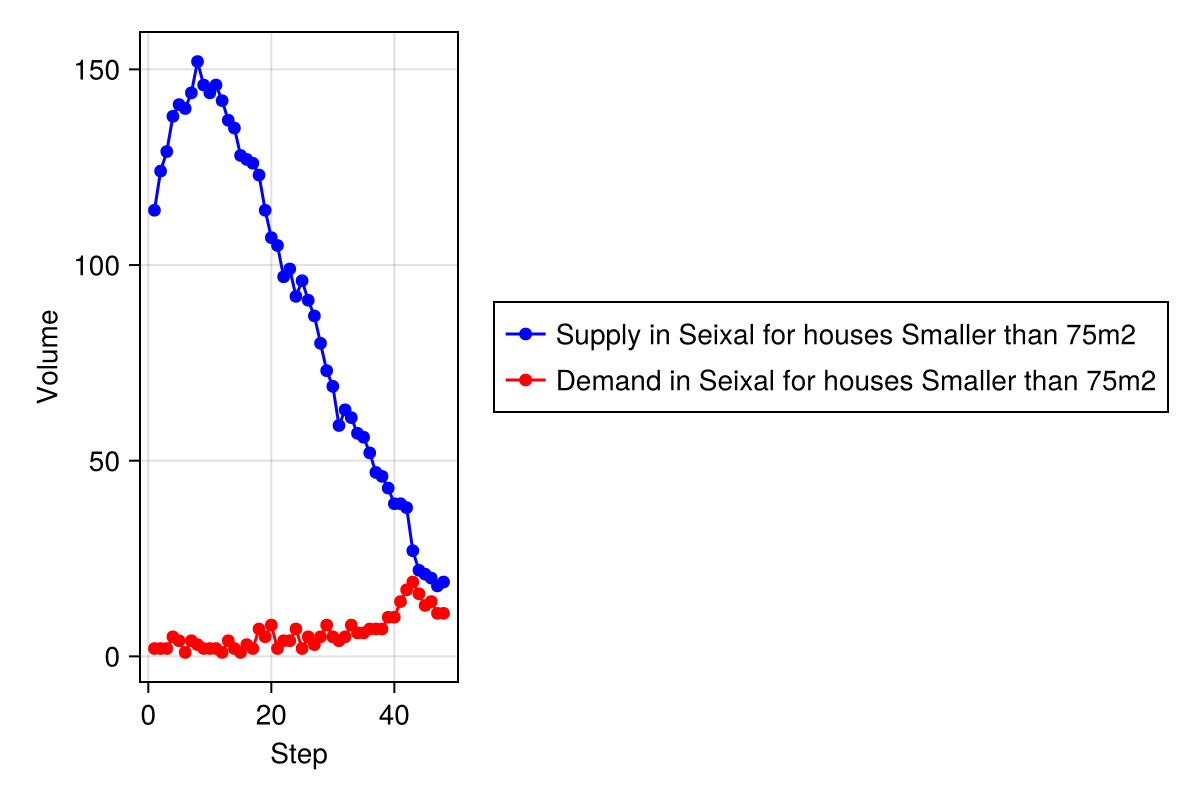 150
100
50
0
Volume
0 20 40
Step
Supply in Seixal for houses Smaller than 75m2
Demand in Seixal for houses Smaller than 75m2